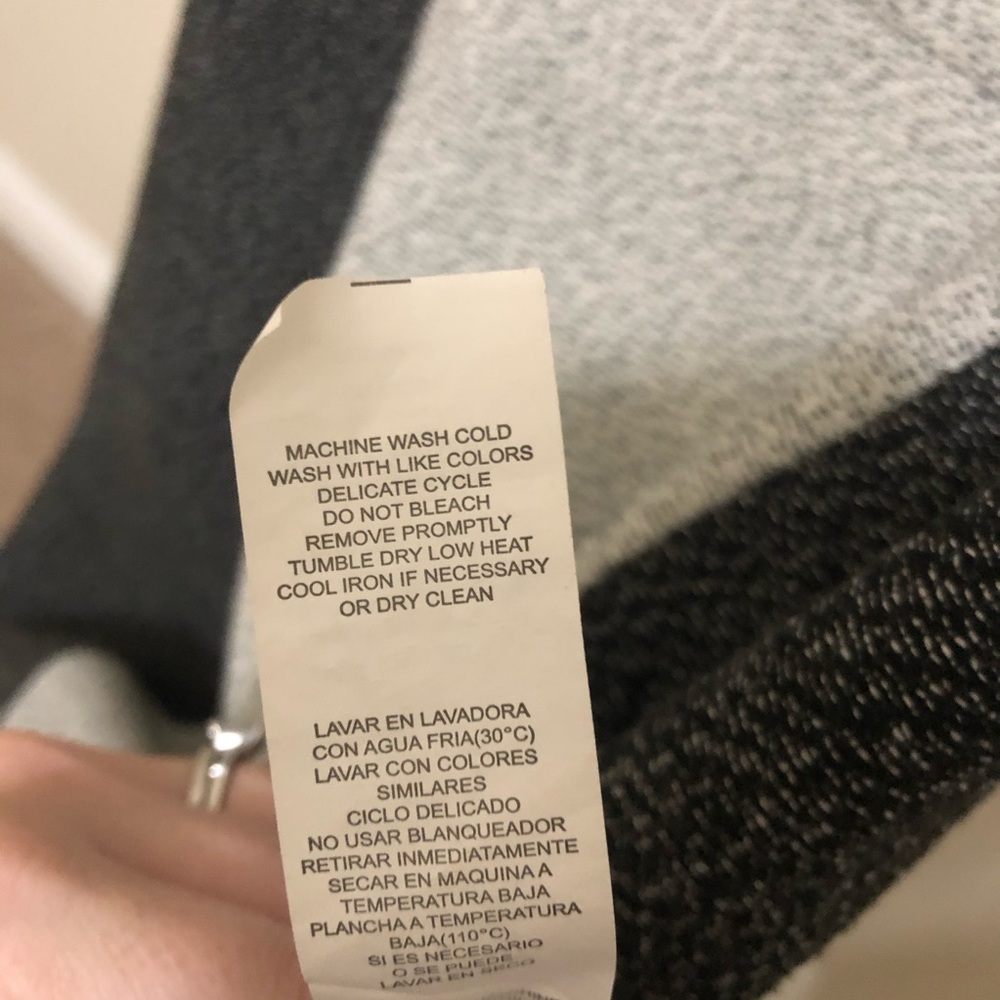 MACHINE WASH COLD
WASH WITH LIKE COLORS
DELICATE CYCLE
DO NOT BLEACH
REMOVE PROMPTLY
TUMBLE DRY LOW HEAT
COOL IRON IF NECESSARY
OR DRY CLEAN
LAVAR EN LAVADORA
CON AGUA FRIA(30°C)
LAVAR CON COLORES
SIMILARES
CICLO DELICADO
NO USAR BLANQUEADOR
RETIRAR INMEDIATAMENTE
SECAR EN MAQUINA A
TEMPERATURA BAJA
PLANCHA A TEMPERATURA
BAJA(110°C)
SI ES NECESARIO
O SE PUEDE
LAVAR EN SECO